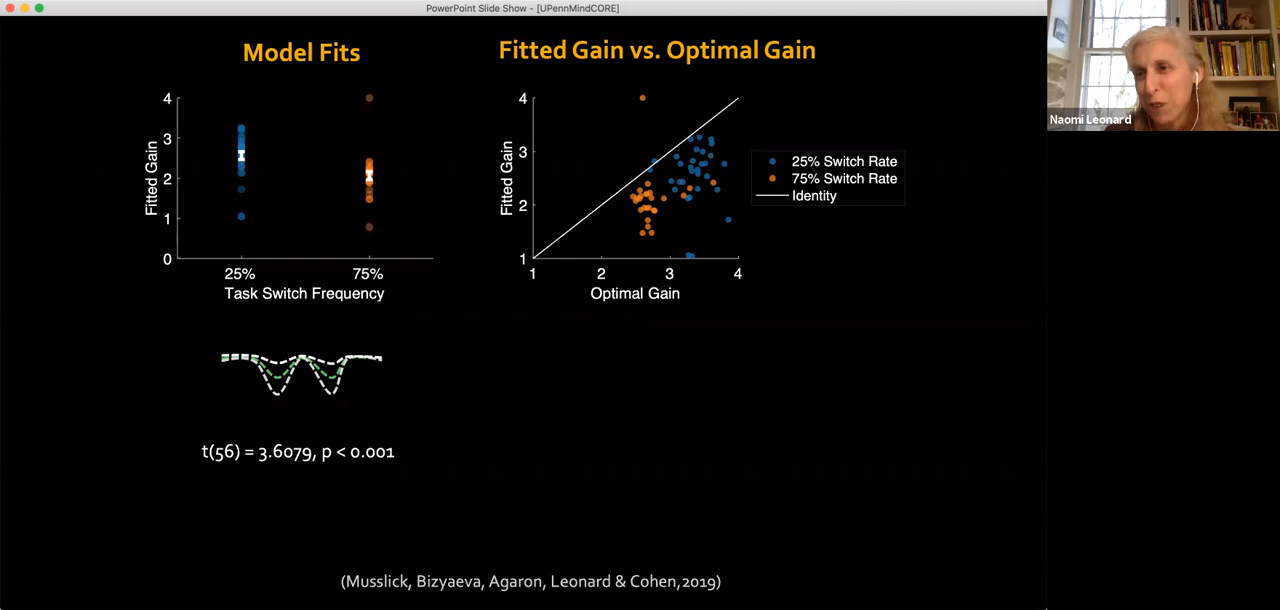 PowerPoint Slide Show - [UPennMindCORE]
Model Fits
Fitted Gain vs. Optimal Gain
Naomi Leonard
4
3
2
1
0
Fitted Gain
25%
75%
Task Switch Frequency
4
3
2
1
Fitted Gain
1
2
3
4
Optimal Gain
25% Switch Rate
75% Switch Rate
Identity
t(56) = 3.6079, p < 0.001
(Musslick, Bizyaeva, Agaron, Leonard & Cohen,2019)